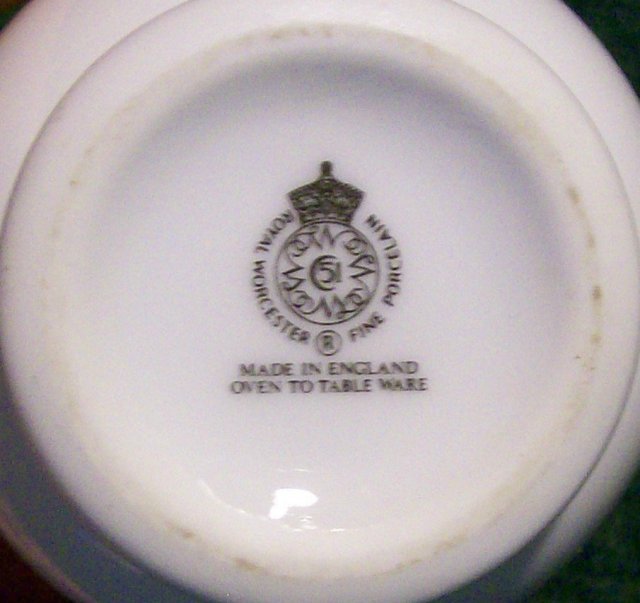 ROYAL WORCESTER FINE PORCELAIN
51
R
MADE IN ENGLAND
OVEN TO TABLE WARE